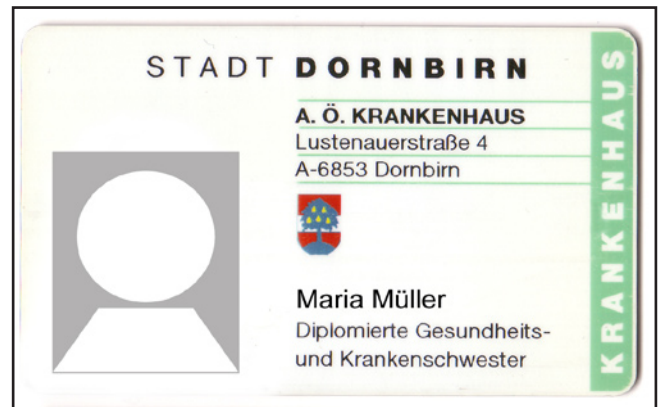 STADT DORNBIRN
A. Ö. KRANKENHAUS
Lustenauerstraße 4
A-6853 Dornbirn
Maria Müller
Diplomierte Gesundheits-
und Krankenschwester
KRANKENHAUS